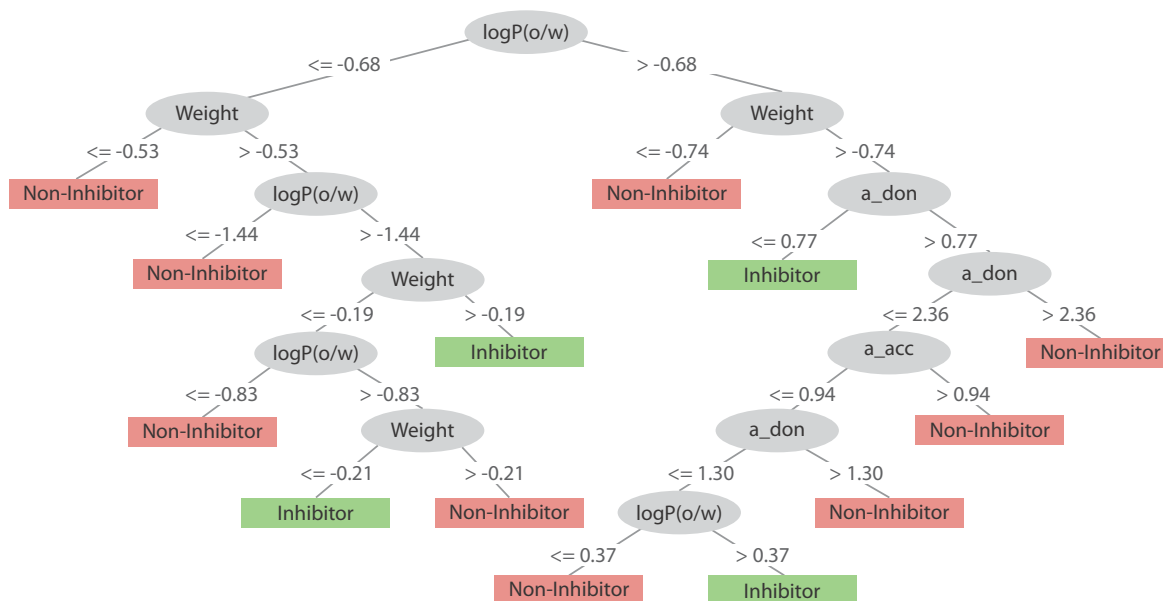 logP(o/w)
<= -0.68
> -0.68
Weight
Weight
<= -0.53
> -0.53
<= -0.74
> -0.74
Non-Inhibitor
logP(o/w)
Non-Inhibitor
a_don
<= -1.44
> -1.44
<= 0.77
> 0.77
Non-Inhibitor
Weight
Inhibitor
a_don
<= -0.19
> -0.19
<= 2.36
> 2.36
logP(o/w)
Inhibitor
a_acc
Non-Inhibitor
<= -0.83
> -0.83
<= 0.94
> 0.94
Non-Inhibitor
Weight
a_don
Non-Inhibitor
<= -0.21
> -0.21
<= 1.30
> 1.30
Inhibitor
Non-Inhibitor
logP(o/w)
Non-Inhibitor
<= 0.37
> 0.37
Non-Inhibitor
Inhibitor